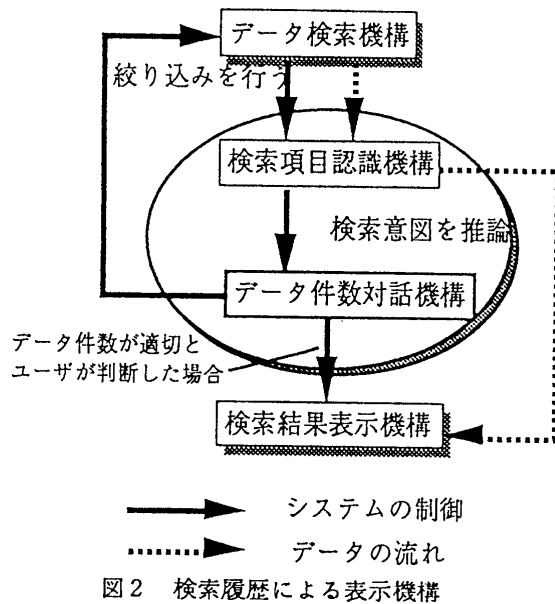 データ検索機構
絞り込みを行う
検索項目認識機構
検索意図を推論
データ件数対話機構
データ件数が適切と
ユーザが判断した場合
検索結果表示機構
システムの制御
データの流れ
図2 検索履歴による表示機構